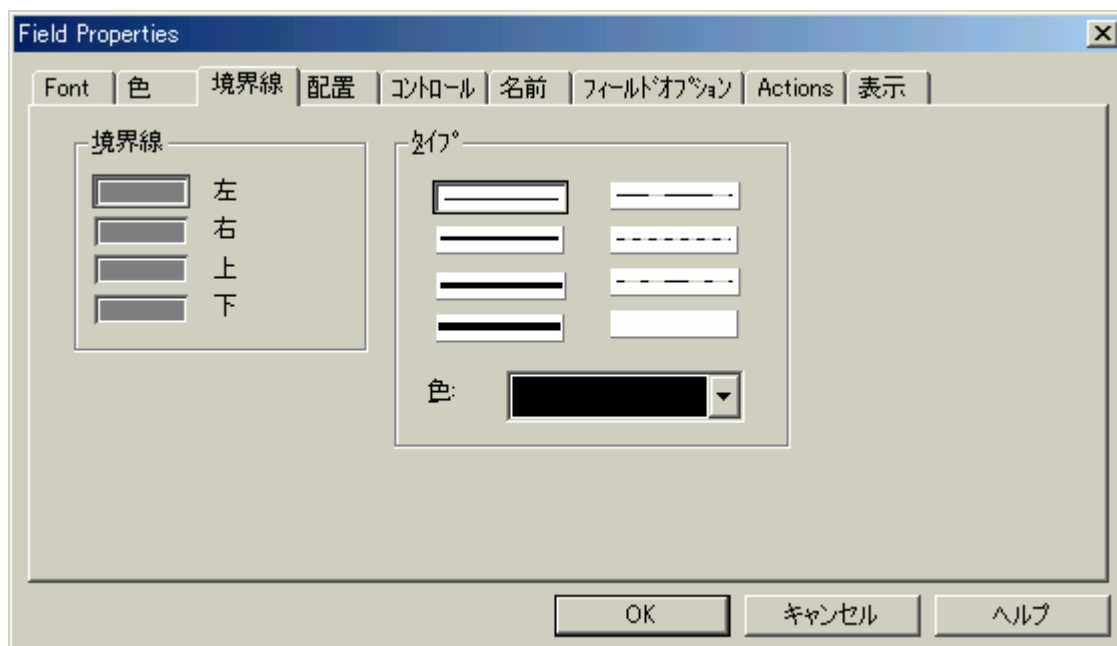 Field Properties
Font 色 境界線 配置 コントロール 名前 フィールドオプション Actions 表示
境界線 タイプ
左
右
上
下
色:
OK キャンセル ヘルプ